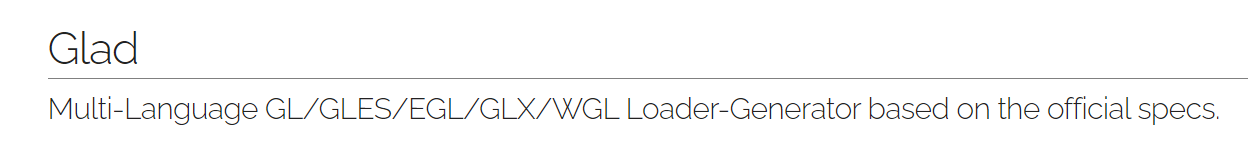 Glad
Multi-Language GL/GLES/EGL/GLX/WGL Loader-Generator based on the official specs.